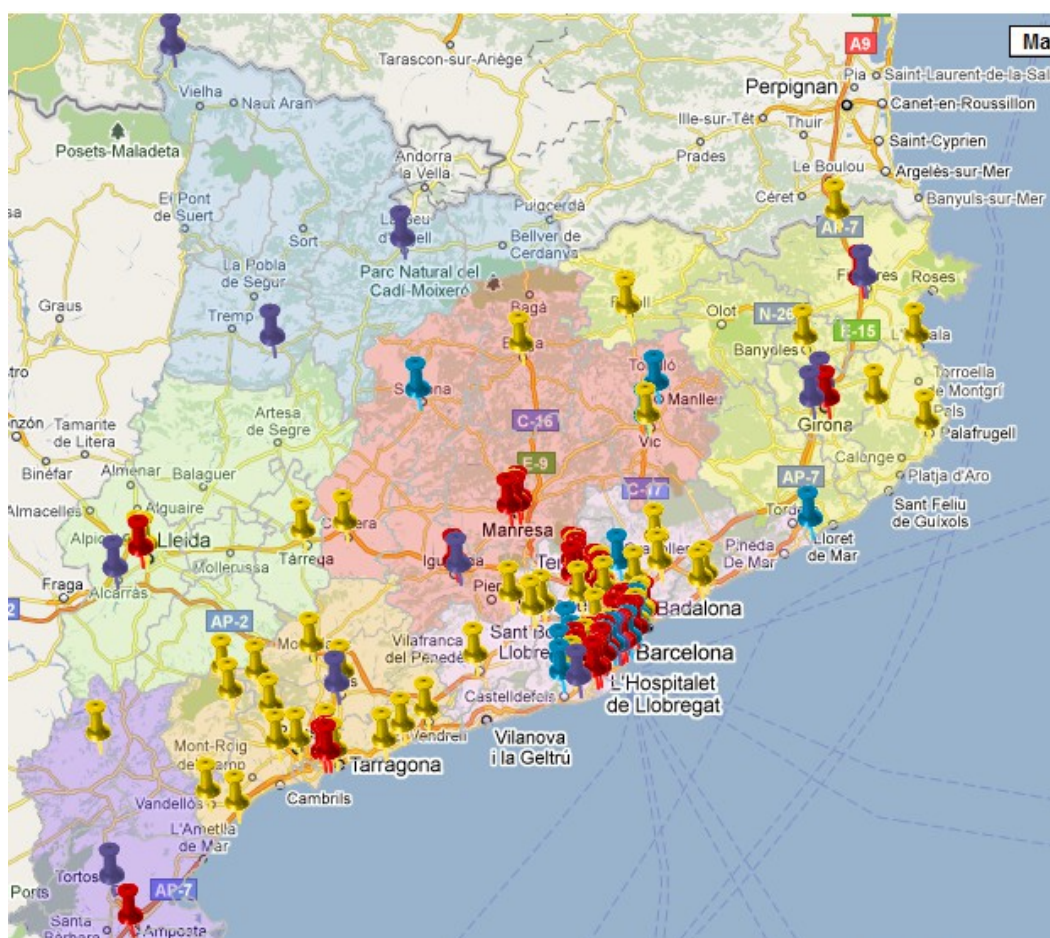 Ma
A9
Tarascon-sur-Ariège
Pia
Saint-Laurent-de-la-Sal
Perpignan
Canet-en-Roussillon
Vielha
Naut Aran
Ille-sur-Têt
Thuir
Posets-Maladeta
Prades
Saint-Cyprien
Andorra
la Vella
Le Boulou
Argelès-sur-Mer
El Pont
de Suert
Céret
Banyuls-sur-Mer
Puigcerdà
AP-7
Sort
Bellver de
Cerdanya
La Pobla
de Segur
Parc Natural del
Cadí-Moixeró
Roses
Graus
Bagà
Tremp
Olot
N-26
E-15
Banyoles
Torroella
de Montgrí
Manlleu
Artesa
de Segre
C-16
Girona
Pals
Tamante
de Litera
Vic
Palafrugell
Binéfar
Almenar
Balaguer
E-9
Calonge
AP-7
Platja d'Aro
C-17
Almacelles
Alguaire
Sant Feliu
de Guíxols
Manresa
Lleida
Tàrrega
Lloret
de Mar
Mollerussa
Pineda
De Mar
Fraga
Alcarràs
2
AP-2
Badalona
Vilafranca
del Penedè
Sant Bo
Llobre
Barcelona
Castelldefels
L'Hospitalet
de Llobregat
Vilanova
i la Geltrú
Mont-Roig
Tarragona
Vandellòs
Cambrils
L'Ametlla
de Mar
Ports
Tortos
AP-7
Santa
Bàrbara
Amposta